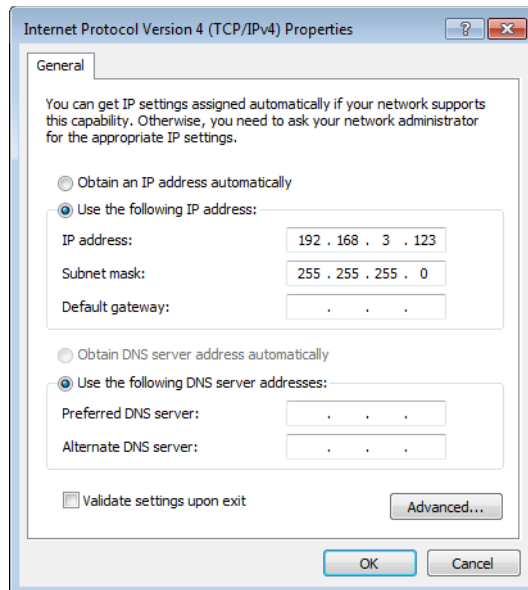 Internet Protocol Version 4 (TCP/IPv4) Properties
General
You can get IP settings assigned automatically if your network supports
this capability. Otherwise, you need to ask your network administrator
for the appropriate IP settings.
Obtain an IP address automatically
Use the following IP address:
IP address: 192 . 168 . 3 . 123
Subnet mask: 255 . 255 . 255 . 0
Default gateway: . . .
Obtain DNS server address automatically
Use the following DNS server addresses:
Preferred DNS server: . . .
Alternate DNS server: . . .
Validate settings upon exit
Advanced...
OK Cancel